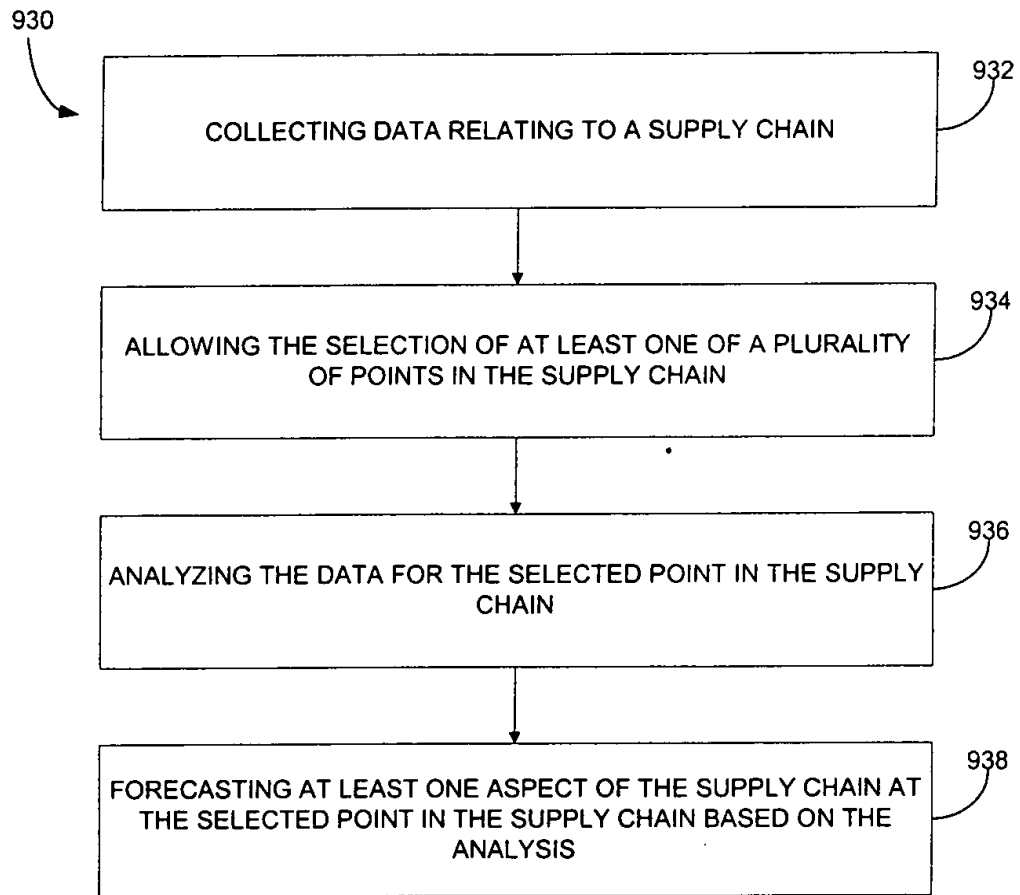 930
932
COLLECTING DATA RELATING TO A SUPPLY CHAIN
934
ALLOWING THE SELECTION OF AT LEAST ONE OF A PLURALITY
OF POINTS IN THE SUPPLY CHAIN
936
ANALYZING THE DATA FOR THE SELECTED POINT IN THE SUPPLY
CHAIN
938
FORECASTING AT LEAST ONE ASPECT OF THE SUPPLY CHAIN AT
THE SELECTED POINT IN THE SUPPLY CHAIN BASED ON THE
ANALYSIS